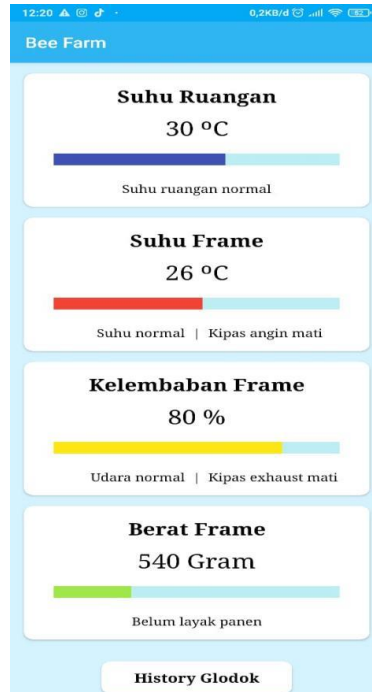 12:20
0,2KB/d
82
Bee Farm
Suhu Ruangan
30 ºC
Suhu ruangan normal
Suhu Frame
26 ºC
Suhu normal | Kipas angin mati
Kelembaban Frame
80 %
Udara normal | Kipas exhaust mati
Berat Frame
540 Gram
Belum layak panen
History Glodok